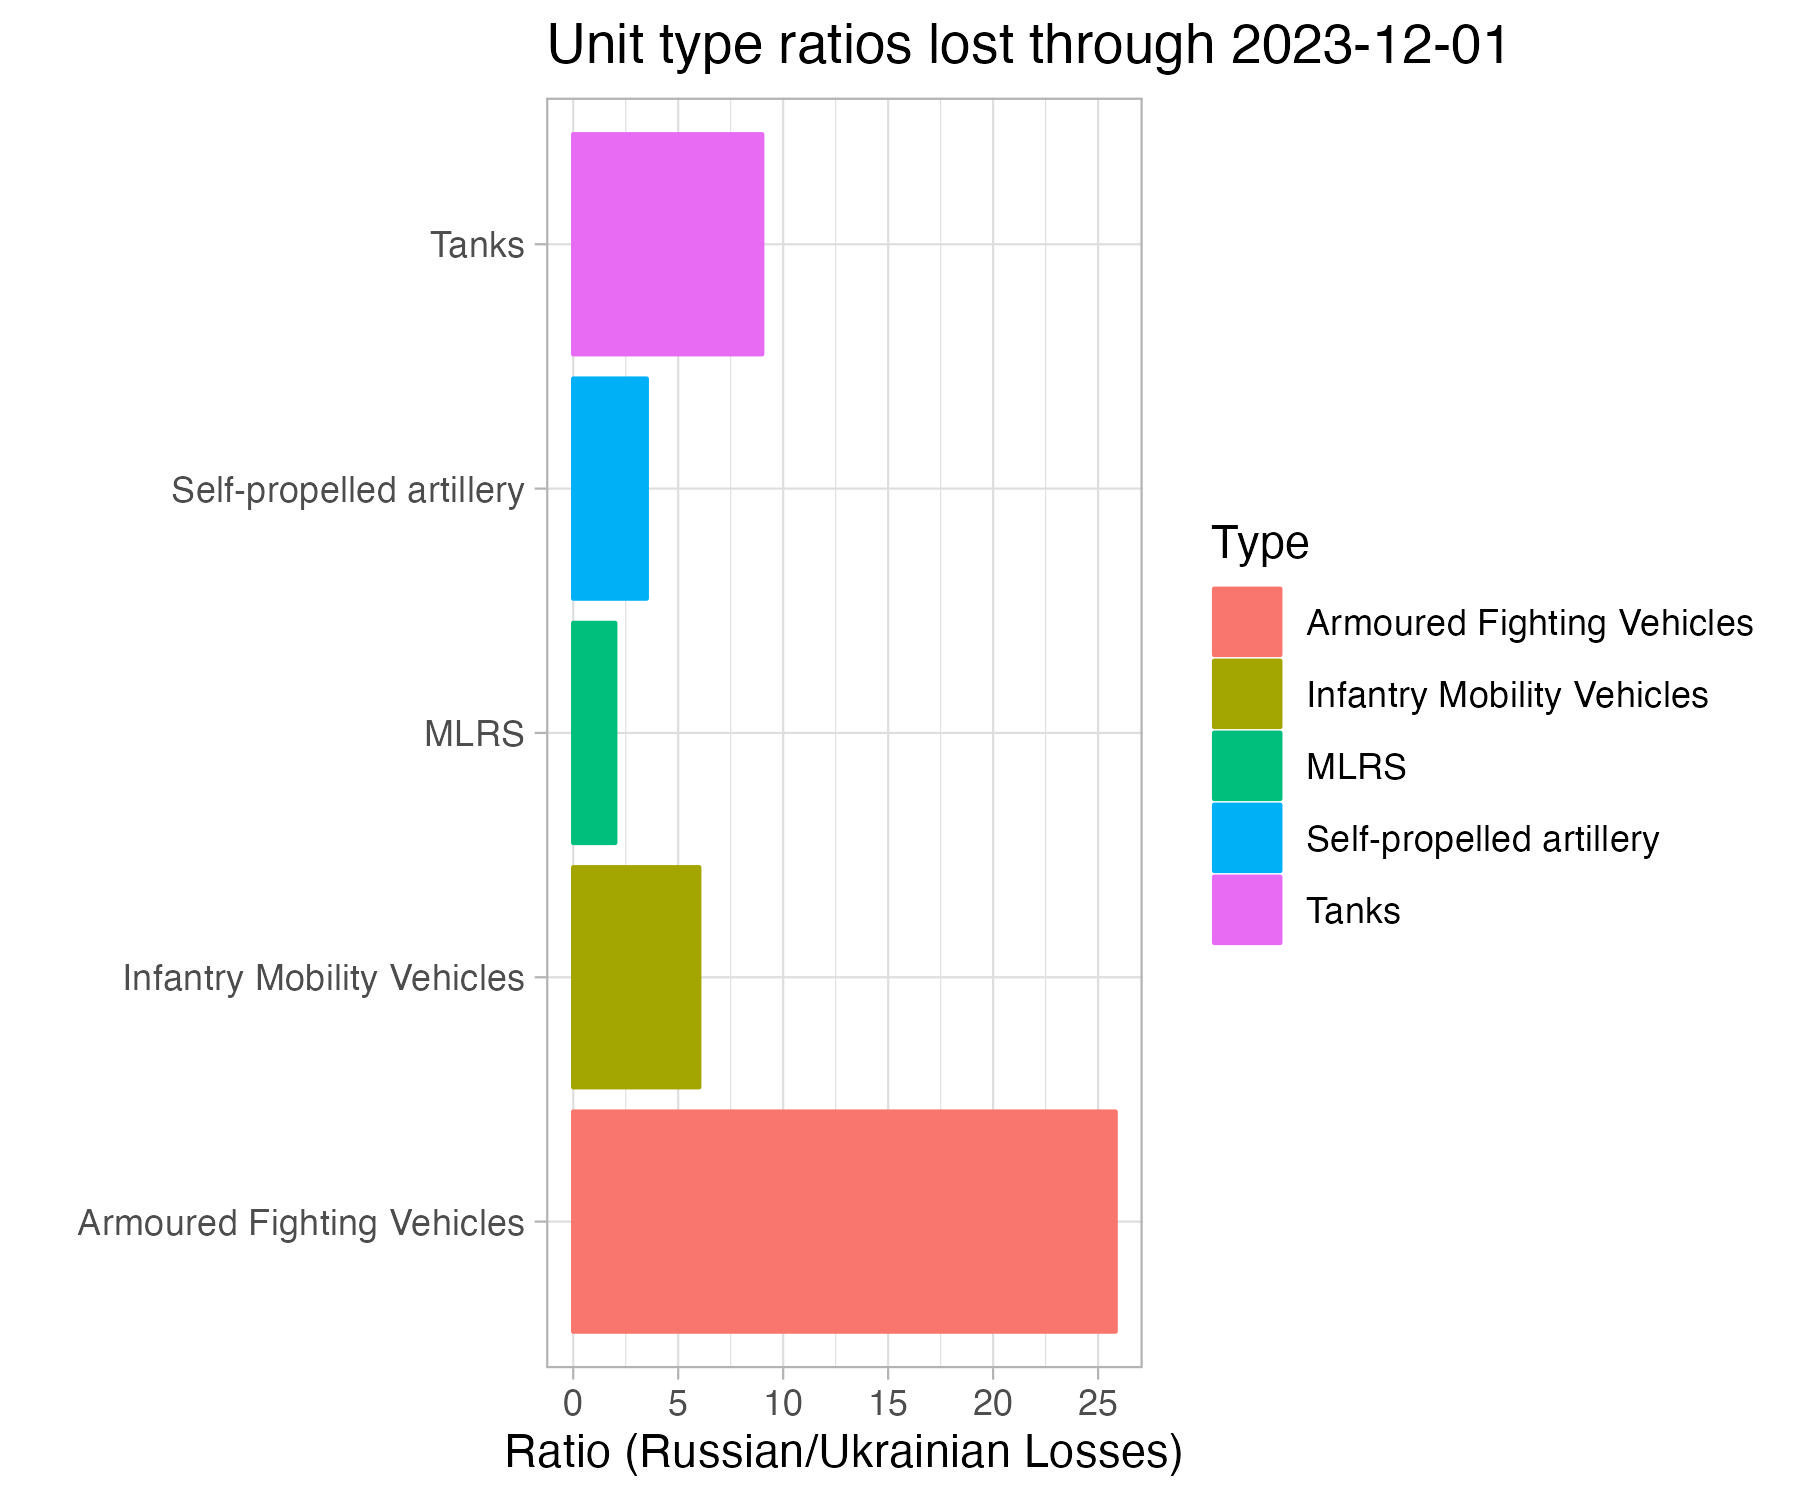 Unit type ratios lost through 2023-12-01
Tanks
Self-propelled artillery
MLRS
Infantry Mobility Vehicles
Armoured Fighting Vehicles
0 5 10 15 20 25
Ratio (Russian/Ukrainian Losses)
Type
Armoured Fighting Vehicles
Infantry Mobility Vehicles
MLRS
Self-propelled artillery
Tanks